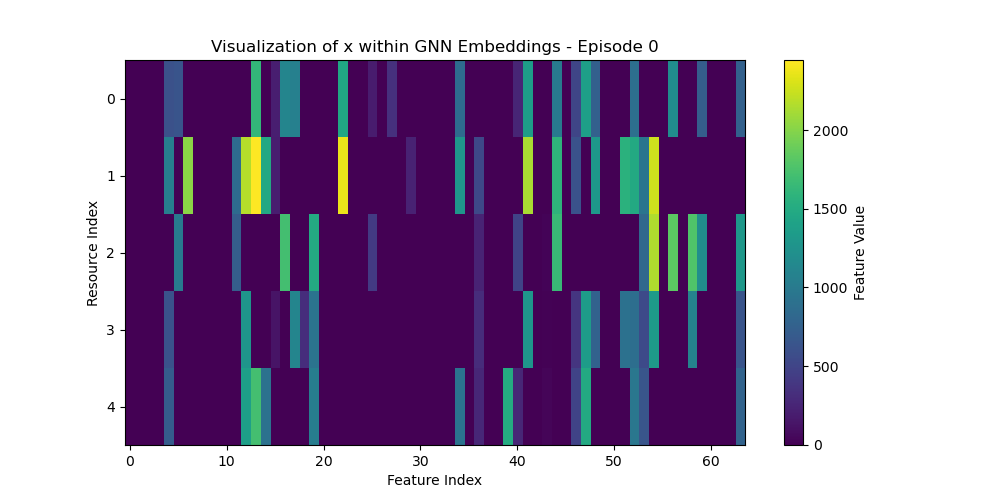 Visualization of x within GNN Embeddings - Episode 0
Resource Index
0
1
2
3
4
0 10 20 30 40 50 60
Feature Index
2000
1500
1000
500
0
Feature Value